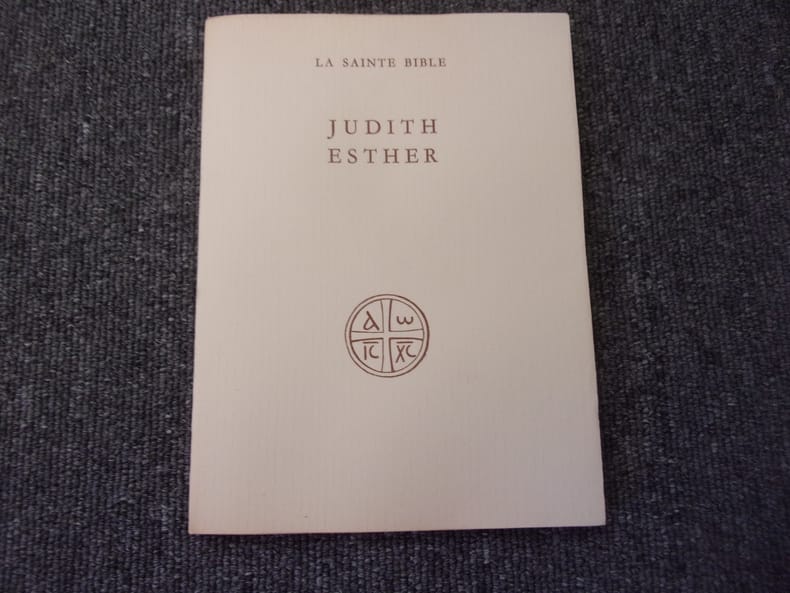 LA SAINTE BIBLE
JUDITH
ESTHER
Α ω
IC XC